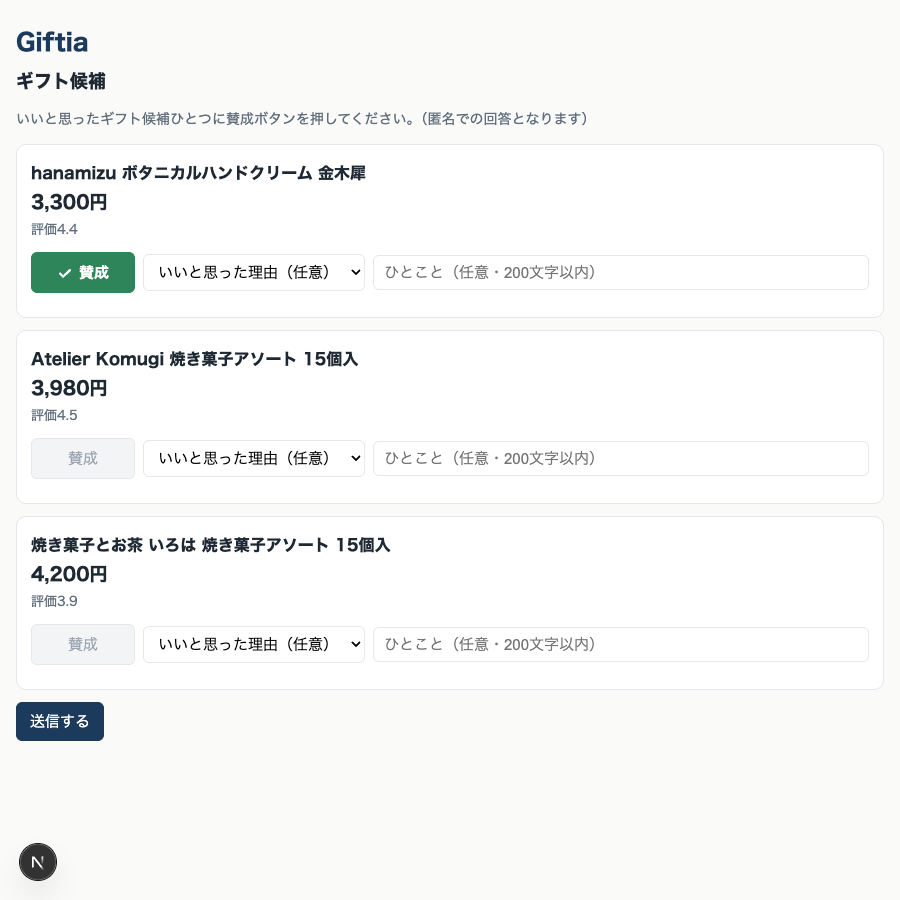 Giftia
ギフト候補
いいと思ったギフト候補ひとつに賛成ボタンを押してください。（匿名での回答となります）
hanamizu ボタニカルハンドクリーム 金木犀
3,300円
評価4.4
✓ 賛成 いいと思った理由（任意） ひとこと（任意・200文字以内）
Atelier Komugi 焼き菓子アソート 15個入
3,980円
評価4.5
賛成 いいと思った理由（任意） ひとこと（任意・200文字以内）
焼き菓子とお茶 いろは 焼き菓子アソート 15個入
4,200円
評価3.9
賛成 いいと思った理由（任意） ひとこと（任意・200文字以内）
送信する
N